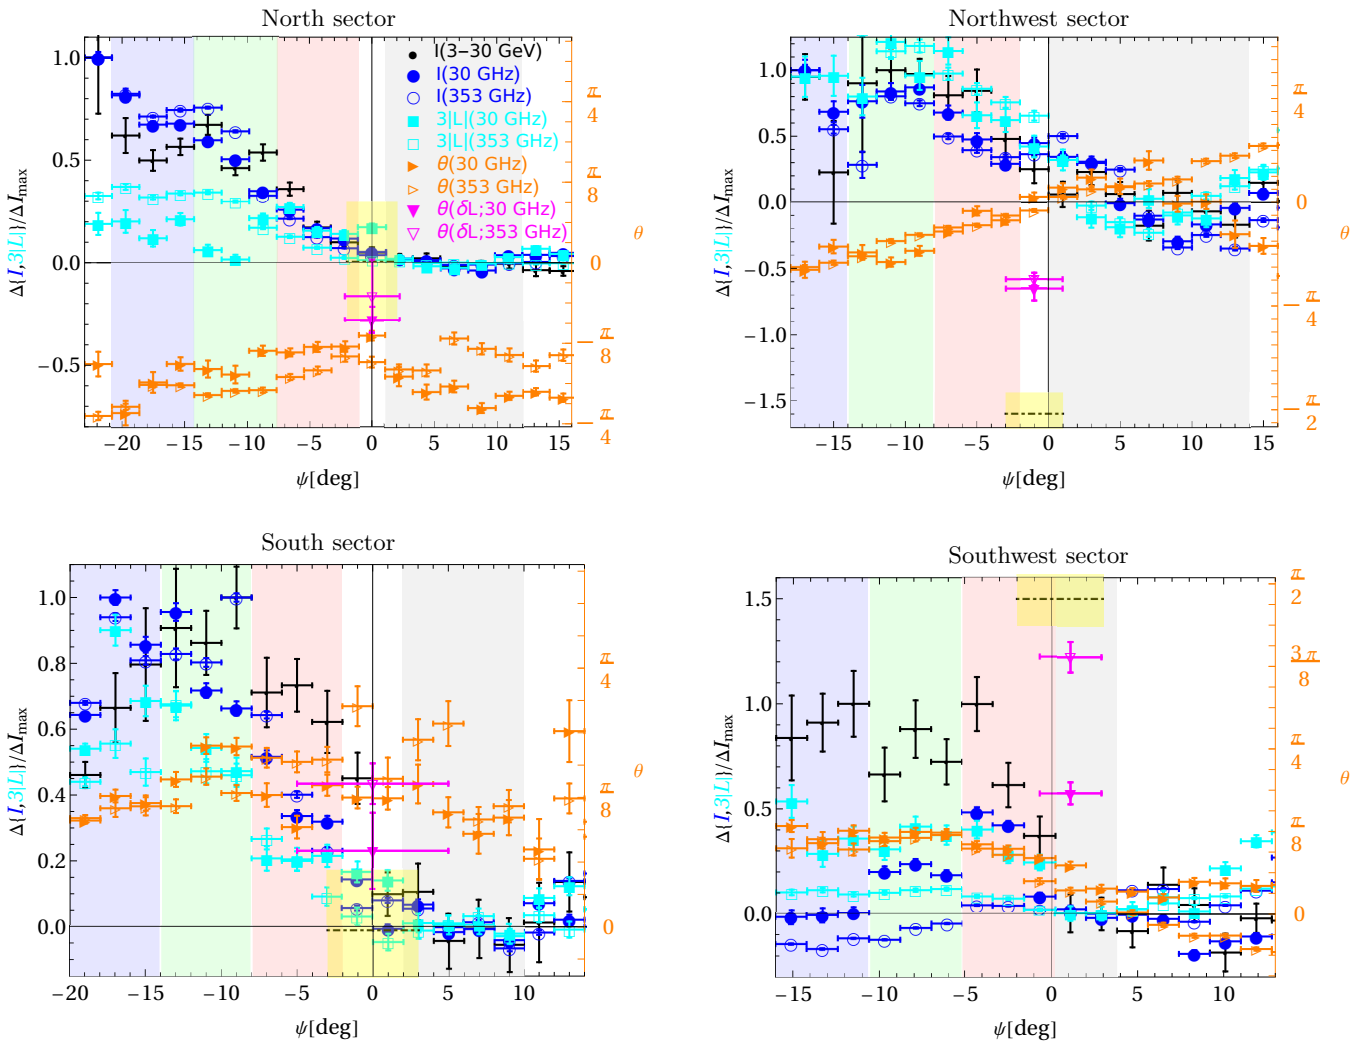 North sector
Δ{I,3|L|}/ΔI_max
1.0
0.5
0.0
−0.5
I(3−30 GeV)
I(30 GHz)
I(353 GHz)
3|L|(30 GHz)
3|L|(353 GHz)
θ(30 GHz)
θ(353 GHz)
θ(δL;30 GHz)
θ(δL;353 GHz)
π/4
π/8
0
−π/8
−π/4
θ
−20 −15 −10 −5 0 5 10 15
ψ[deg]
Northwest sector
Δ{I,3|L|}/ΔI_max
1.0
0.5
0.0
−0.5
−1.0
−1.5
π/4
π/8
0
−π/4
−π/2
θ
−15 −10 −5 0 5 10 15
ψ[deg]
South sector
Δ{I,3|L|}/ΔI_max
1.0
0.8
0.6
0.4
0.2
0.0
π/4
π/8
0
θ
−20 −15 −10 −5 0 5 10
ψ[deg]
Southwest sector
Δ{I,3|L|}/ΔI_max
1.5
1.0
0.5
0.0
π/2
3π/8
π/4
π/8
0
θ
−15 −10 −5 0 5 10
ψ[deg]